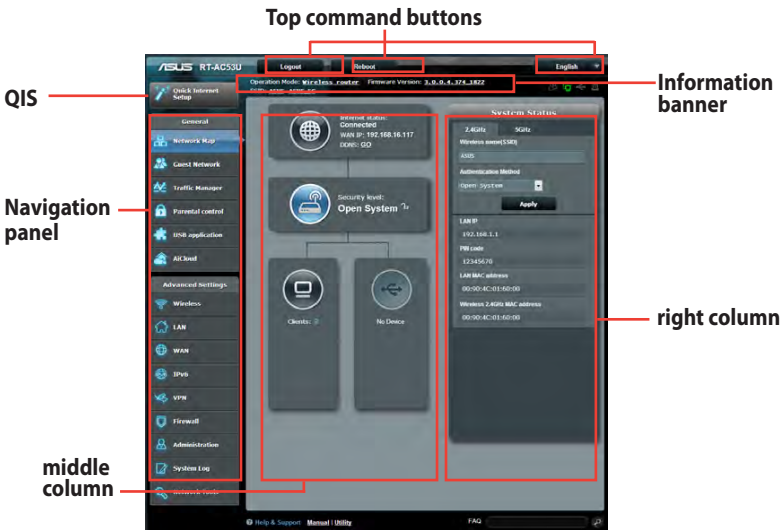 Top command buttons
ASUS RT-AC53U
Logout
Reboot
English
Operation Mode: Wireless router Firmware Version: 3.0.0.4.374_1822
Information
banner
QIS
Quick Internet
Setup
General
Network Map
Guest Network
Traffic Manager
Parental control
USB application
AiCloud
Navigation
panel
Advanced Settings
Wireless
LAN
WAN
IPv6
VPN
Firewall
Administration
System Log
Network Tools
Internet status:
Connected
WAN IP: 192.168.16.117
DDNS: GO
Security level:
Open System
Clients:
No Device
System Status
2.4GHz
5GHz
Wireless name(SSID)
ASUS
Authentication Method
Open System
Apply
LAN IP
192.168.1.1
PIN code
12345670
LAN MAC address
00:90:4C:01:60:00
Wireless 2.4GHz MAC address
00:90:4C:01:60:00
right column
middle
column
Help & Support Manual | Utility
FAQ